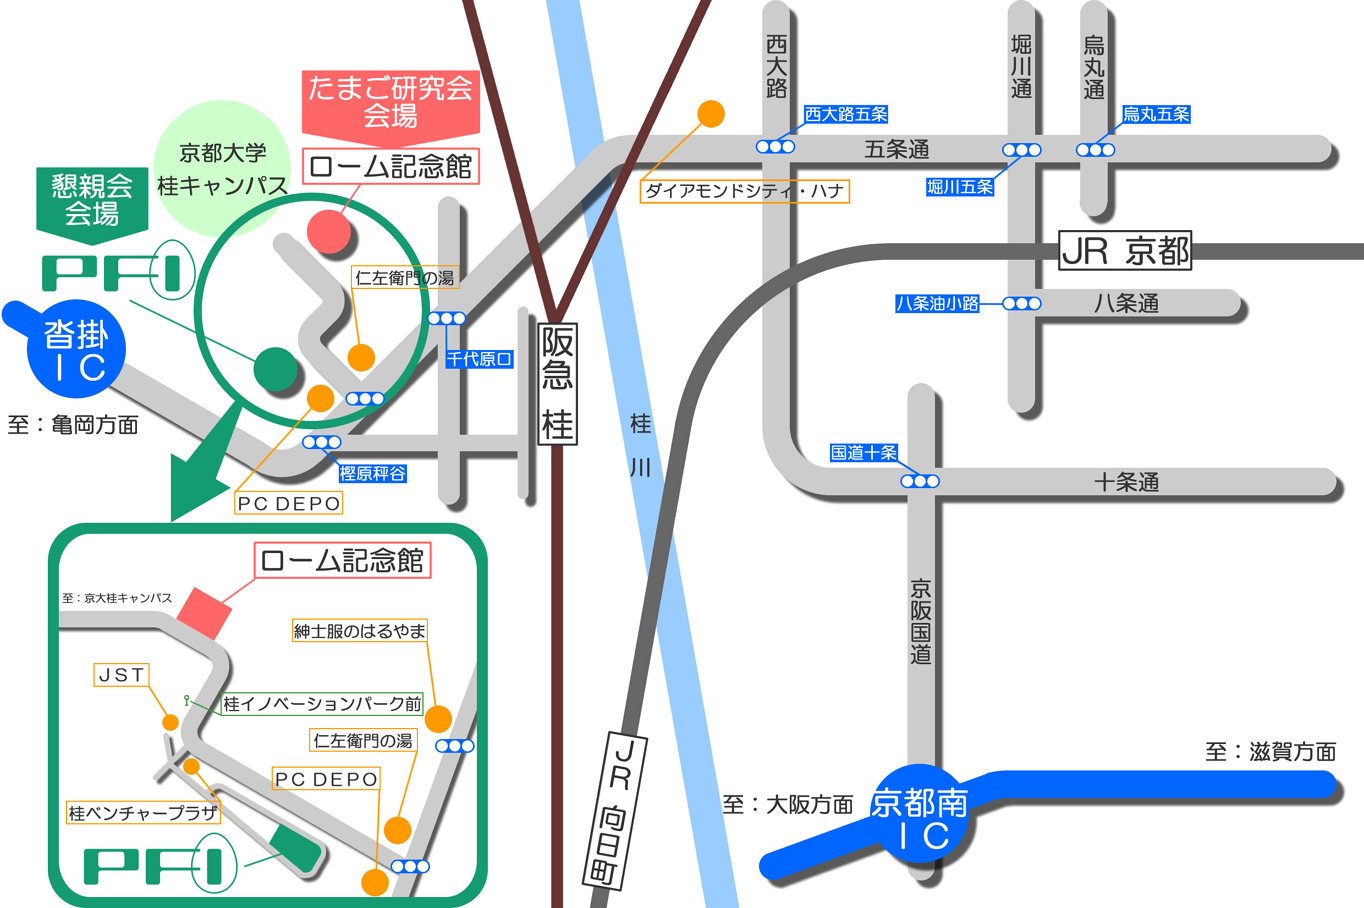 たまご研究会
会場
ローム記念館
京都大学
桂キャンパス
懇親会
会場
PFI
沓掛
IC
至：亀岡方面
仁左衛門の湯
千代原口
樫原秤谷
PC DEPO
阪急 桂
桂川
ダイアモンドシティ・ハナ
西大路
西大路五条
五条通
堀川通
烏丸通
烏丸五条
堀川五条
JR 京都
八条油小路
八条通
国道十条
十条通
京阪国道
至：滋賀方面
至：大阪方面
京都南
IC
JR 向日町
ローム記念館
至：京大桂キャンパス
紳士服のはるやま
JST
桂イノベーションパーク前
仁左衛門の湯
PC DEPO
桂ベンチャープラザ
PFI